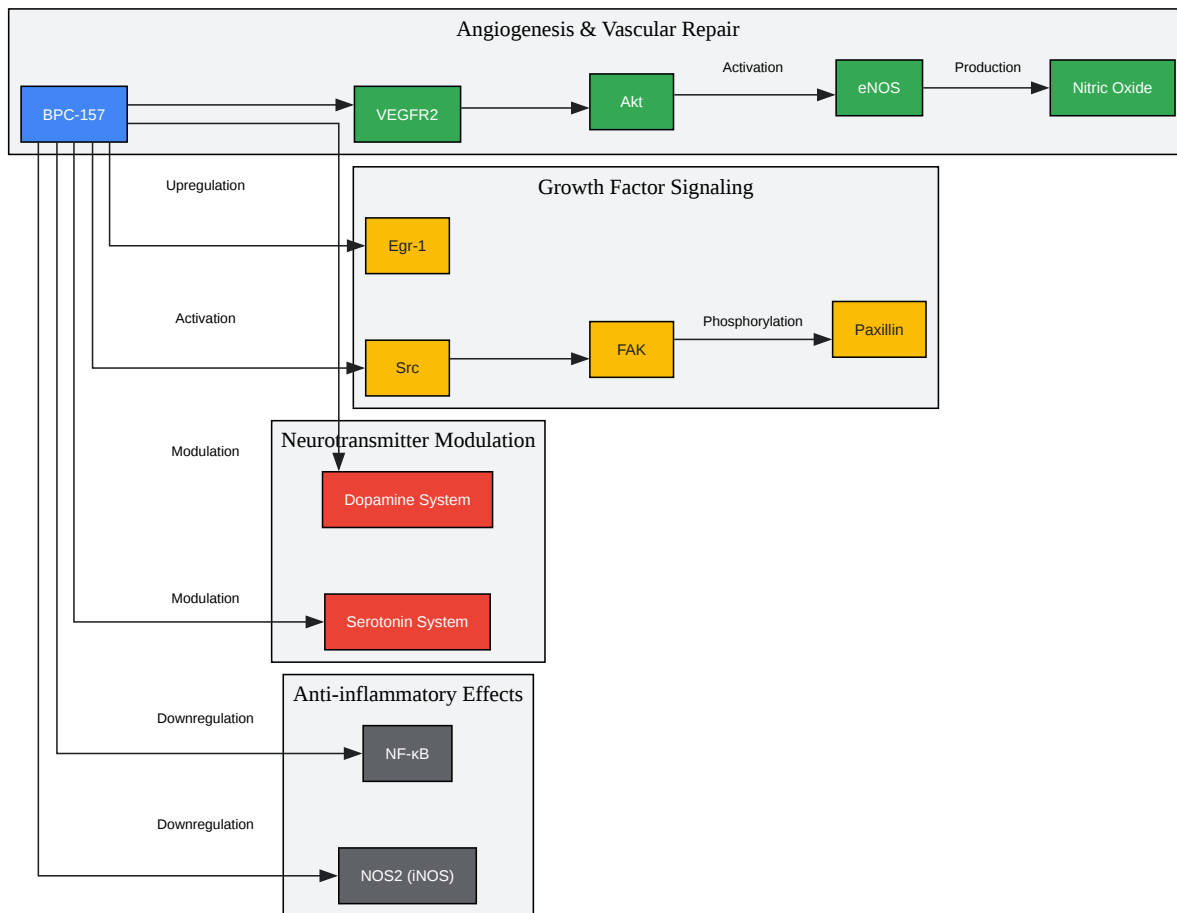 Angiogenesis & Vascular Repair
BPC-157
VEGFR2
Akt
Activation
eNOS
Production
Nitric Oxide
Upregulation
Growth Factor Signaling
Egr-1
Activation
Src
FAK
Phosphorylation
Paxillin
Modulation
Neurotransmitter Modulation
Dopamine System
Modulation
Serotonin System
Anti-inflammatory Effects
Downregulation
NF-κB
Downregulation
NOS2 (iNOS)